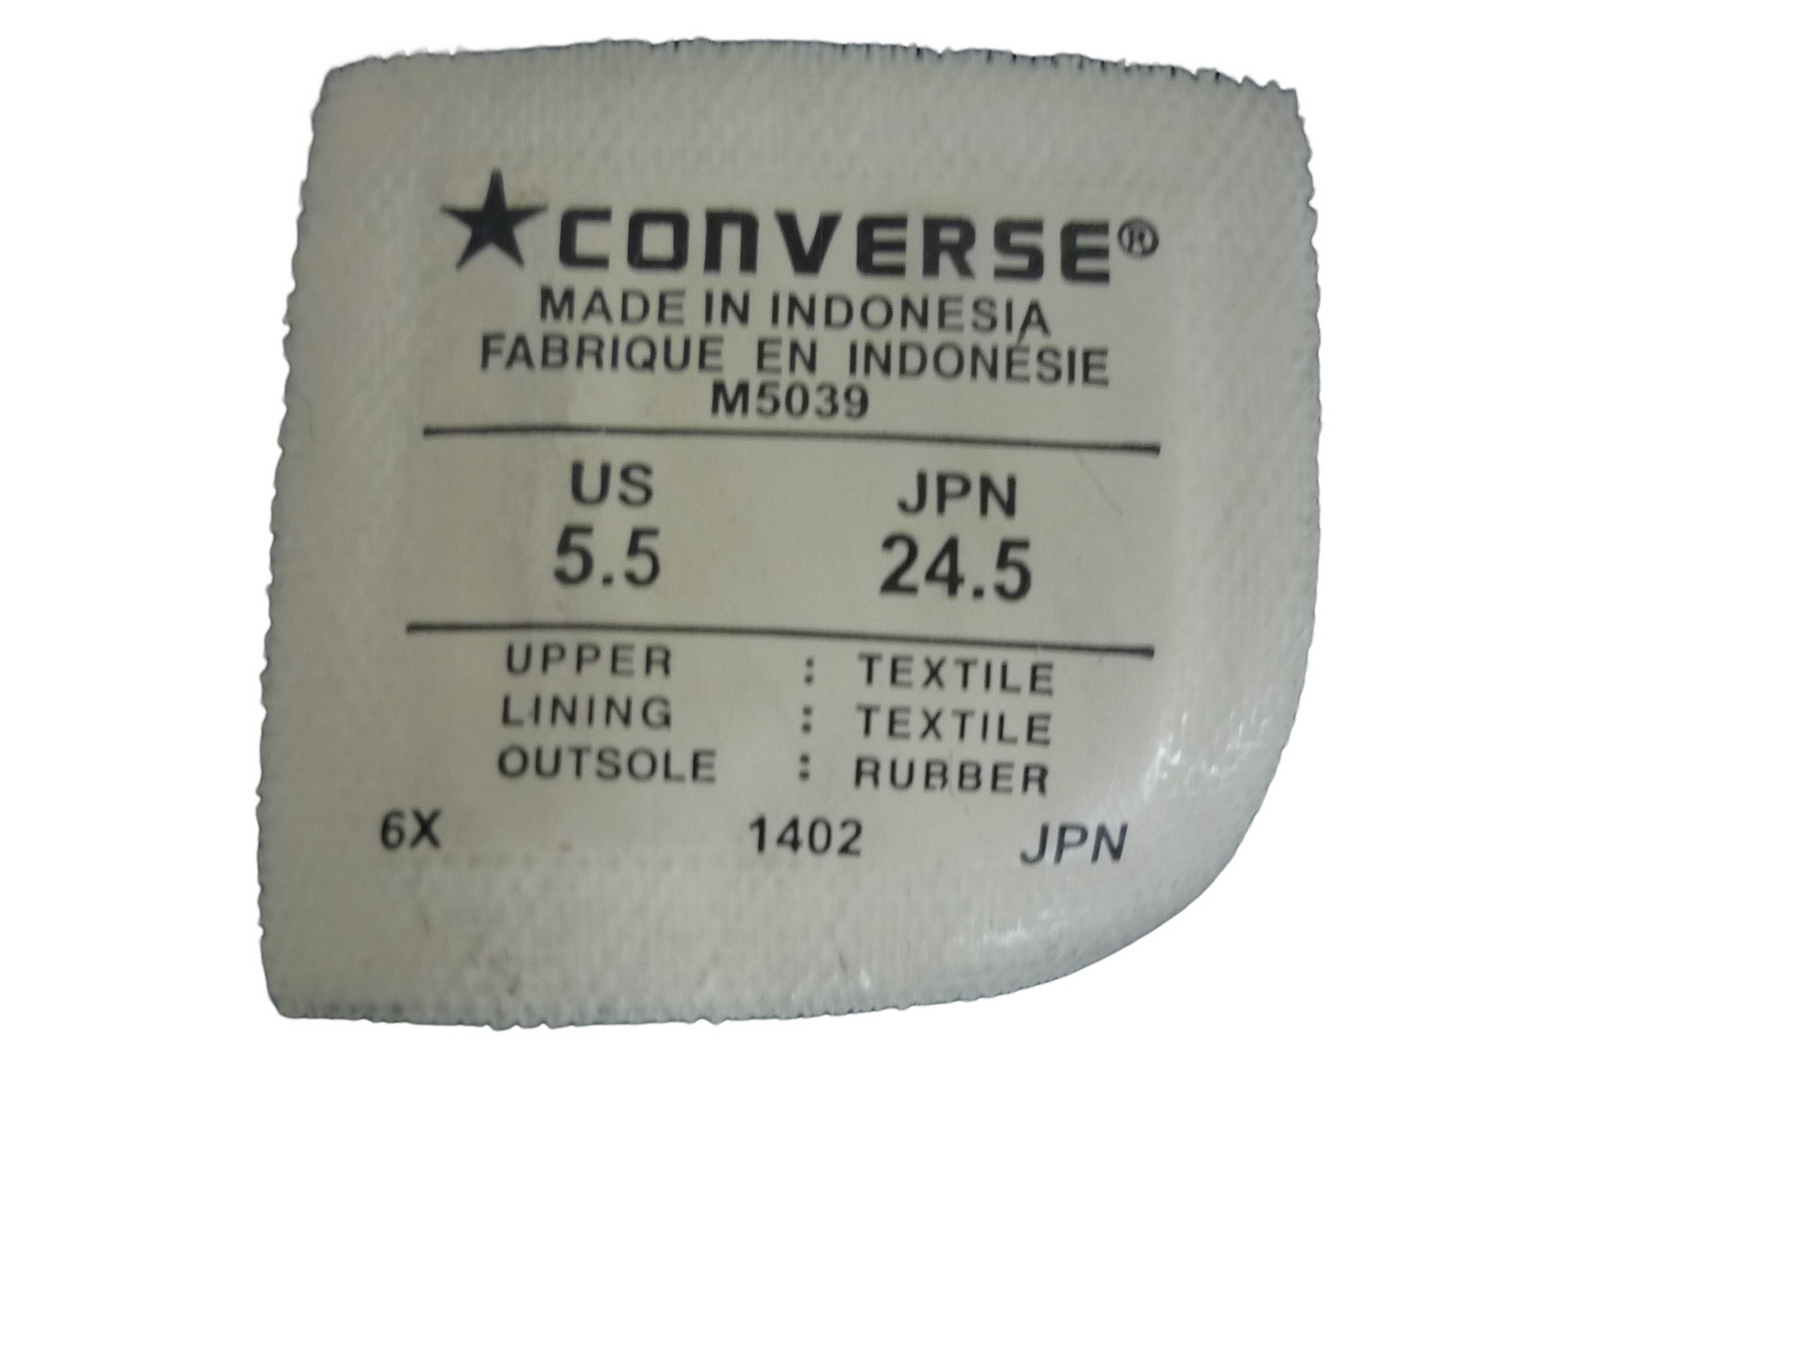 ★CONVERSE®
MADE IN INDONESIA
FABRIQUE EN INDONÉSIE
M5039
US JPN
5.5 24.5
UPPER : TEXTILE
LINING : TEXTILE
OUTSOLE : RUBBER
6X 1402 JPN